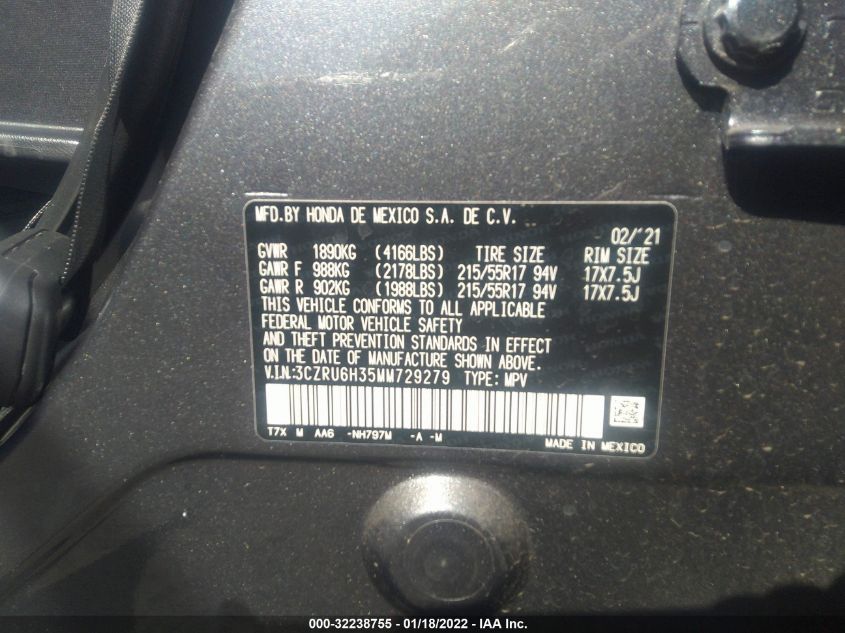 MFD.BY HONDA DE MEXICO S.A. DE C.V.
02/'21
GVWR 1890KG (4166LBS) TIRE SIZE RIM SIZE
GAWR F 988KG (2178LBS) 215/55R17 94V 17X7.5J
GAWR R 902KG (1988LBS) 215/55R17 94V 17X7.5J
THIS VEHICLE CONFORMS TO ALL APPLICABLE
FEDERAL MOTOR VEHICLE SAFETY
AND THEFT PREVENTION STANDARDS IN EFFECT
ON THE DATE OF MANUFACTURE SHOWN ABOVE.
V.I.N:3CZRU6H35MM729279 TYPE: MPV
T7X M AA6 -NH797M -A -M
MADE IN MEXICO
000-32238755 — 01/18/2022 — IAA Inc.